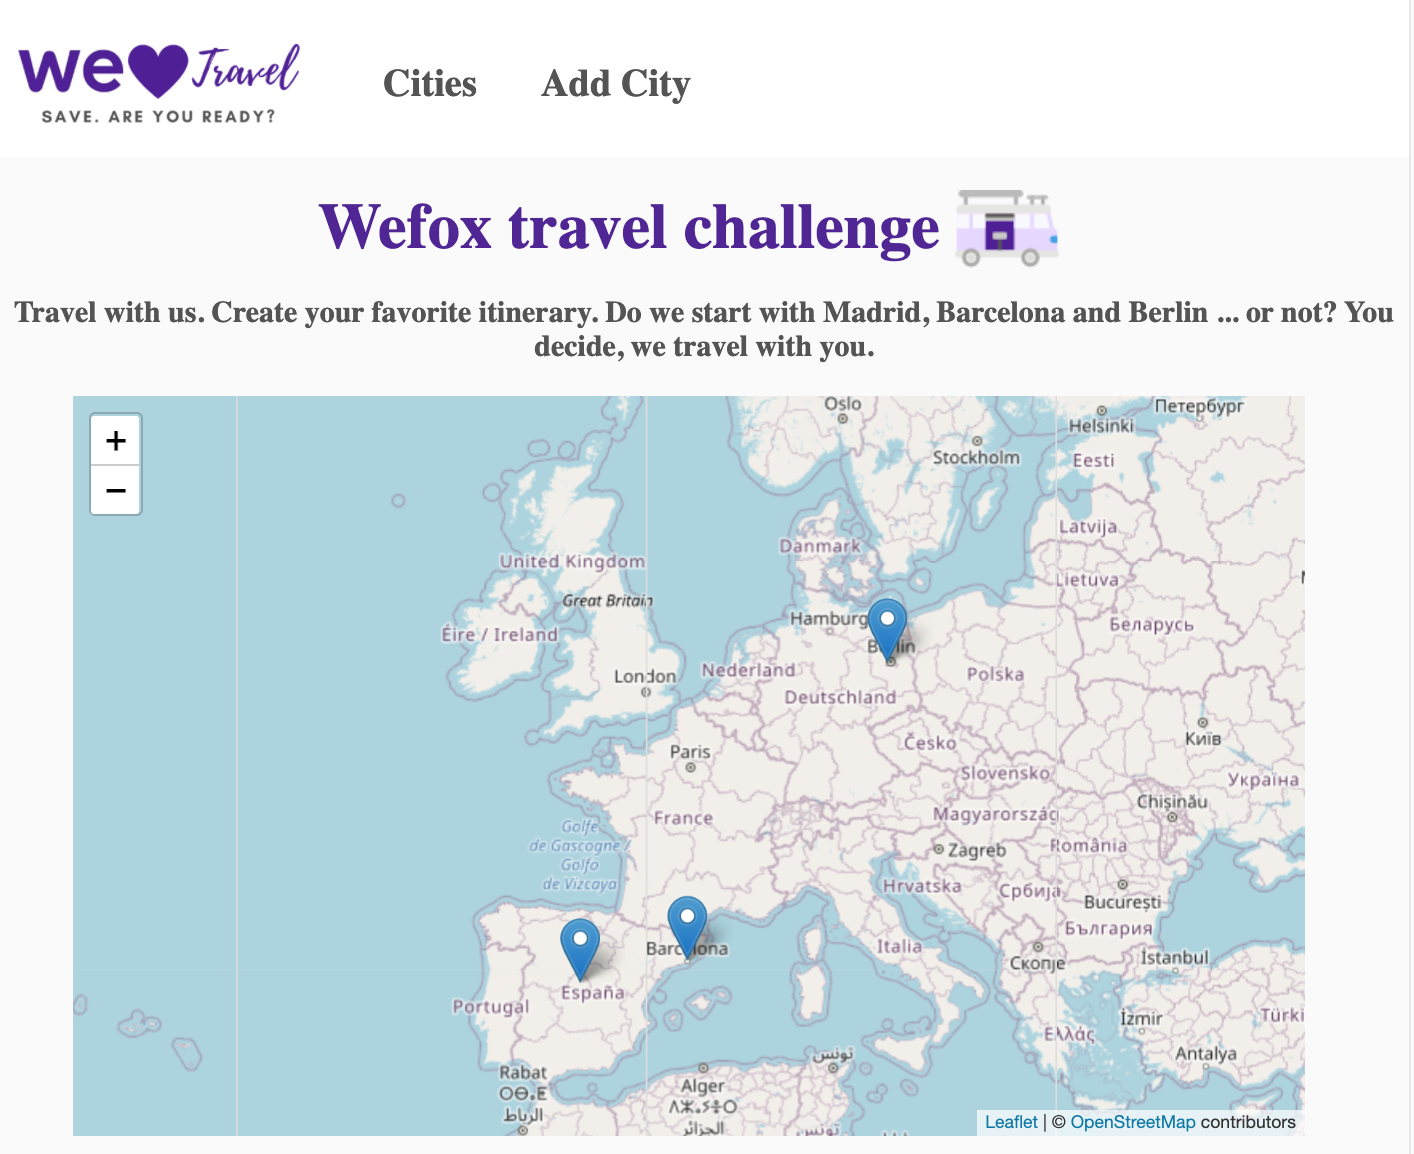 we Travel
SAVE. ARE YOU READY?
Cities
Add City
Wefox travel challenge
Travel with us. Create your favorite itinerary. Do we start with Madrid, Barcelona and Berlin ... or not? You
decide, we travel with you.
+
−
Oslo
Петербург
Helsinki
Stockholm
Eesti
Latvija
Danmark
United Kingdom
Lietuva
Great Britain
Hamburg
Беларусь
Éire / Ireland
London
Nederland
Polska
Deutschland
Київ
Česko
Paris
Slovensko
Україна
Chișinău
Magyarország
France
Golfe
de Gascogne /
Golfo
de Vizcaya
Zagreb
România
Hrvatska
Србија
București
България
Italia
İstanbul
Скопје
España
Portugal
İzmir
Türki
Ελλάς
Antalya
تونس
Rabat
ⵔⴱⴰⵟ
الرباط
Alger
الجزائر
تونس
Leaflet | © OpenStreetMap contributors